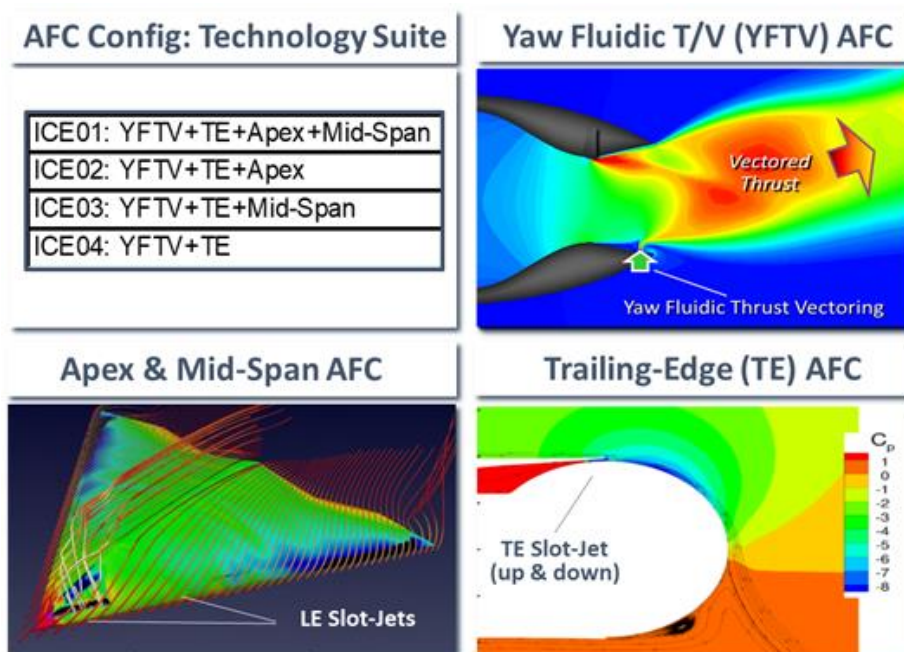 AFC Config: Technology Suite
ICE01: YFTV+TE+Apex+Mid-Span
ICE02: YFTV+TE+Apex
ICE03: YFTV+TE+Mid-Span
ICE04: YFTV+TE
Yaw Fluidic T/V (YFTV) AFC
Vectored
Thrust
Yaw Fluidic Thrust Vectoring
Apex & Mid-Span AFC
LE Slot-Jets
Trailing-Edge (TE) AFC
TE Slot-Jet
(up & down)
Cp
1
0
-1
-2
-3
-4
-5
-6
-7
-8